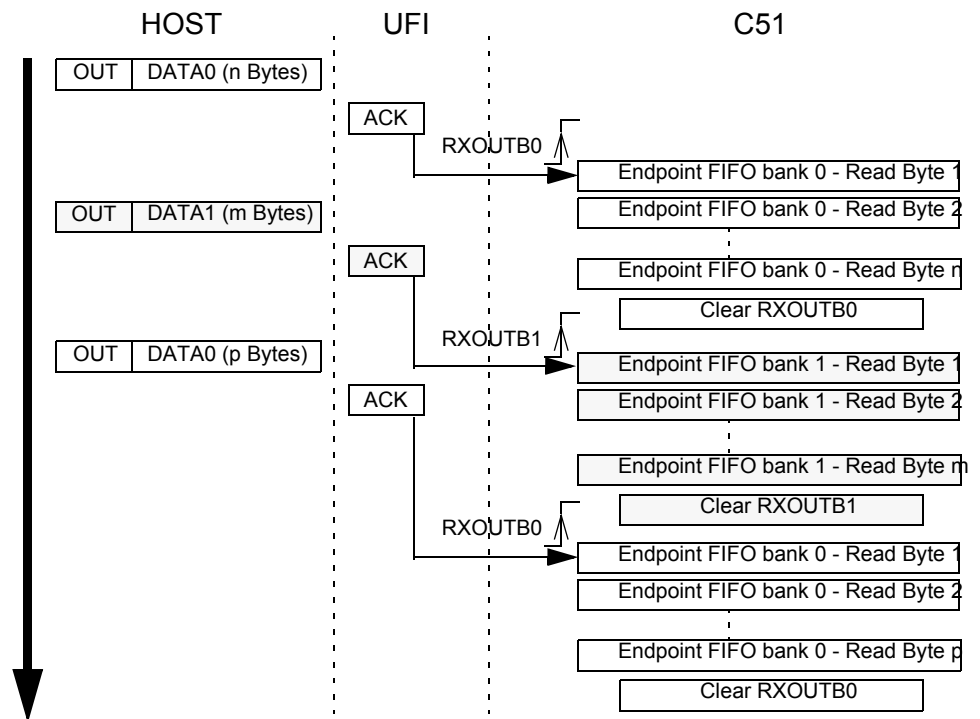 HOST UFI C51
OUT DATA0 (n Bytes)
ACK
RXOUTB0
Endpoint FIFO bank 0 - Read Byte 1
OUT DATA1 (m Bytes)
Endpoint FIFO bank 0 - Read Byte 2
ACK
Endpoint FIFO bank 0 - Read Byte n
Clear RXOUTB0
RXOUTB1
OUT DATA0 (p Bytes)
Endpoint FIFO bank 1 - Read Byte 1
ACK
Endpoint FIFO bank 1 - Read Byte 2
Endpoint FIFO bank 1 - Read Byte m
Clear RXOUTB1
RXOUTB0
Endpoint FIFO bank 0 - Read Byte 1
Endpoint FIFO bank 0 - Read Byte 2
Endpoint FIFO bank 0 - Read Byte p
Clear RXOUTB0